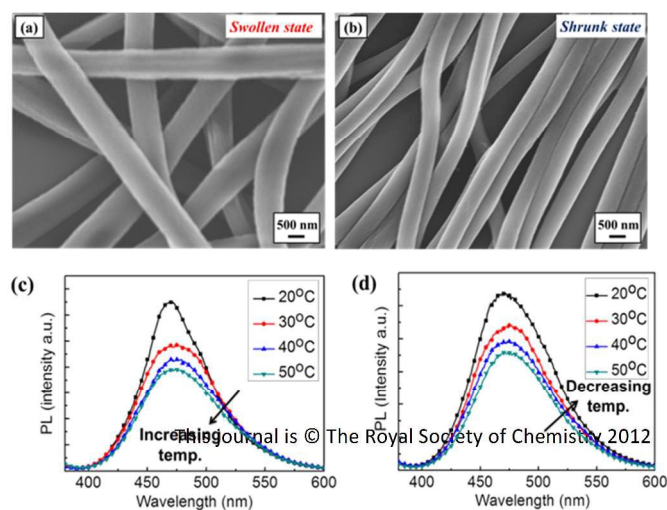 (a) Swollen state
500 nm
(b) Shrunk state
500 nm
(c)
20°C
30°C
40°C
50°C
Increasing
temp.
PL (intensity a.u.)
400 450 500 550 600
Wavelength (nm)
(d)
20°C
30°C
40°C
50°C
Decreasing
temp.
PL (intensity a.u.)
400 450 500 550 600
Wavelength (nm)
This journal is © The Royal Society of Chemistry 2012